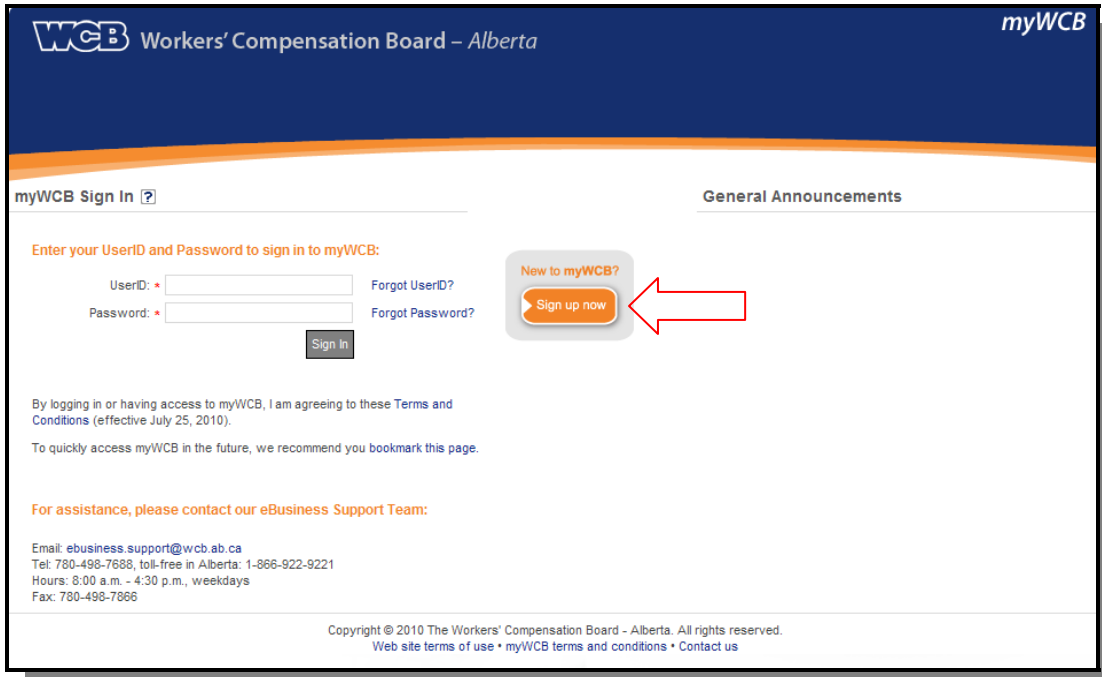 WCB Workers' Compensation Board – Alberta
myWCB
myWCB Sign In ?
General Announcements
Enter your UserID and Password to sign in to myWCB:
UserID: *
Forgot UserID?
Password: *
Forgot Password?
Sign In
New to myWCB?
Sign up now
By logging in or having access to myWCB, I am agreeing to these Terms and
Conditions (effective July 25, 2010).
To quickly access myWCB in the future, we recommend you bookmark this page.
For assistance, please contact our eBusiness Support Team:
Email: ebusiness.support@wcb.ab.ca
Tel: 780-498-7688, toll-free in Alberta: 1-866-922-9221
Hours: 8:00 a.m. - 4:30 p.m., weekdays
Fax: 780-498-7866
Copyright © 2010 The Workers' Compensation Board - Alberta. All rights reserved.
Web site terms of use • myWCB terms and conditions • Contact us